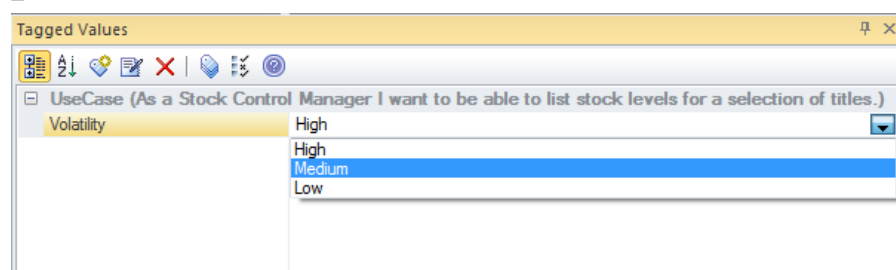 Tagged Values
UseCase (As a Stock Control Manager I want to be able to list stock levels for a selection of titles.)
Volatility High
High
Medium
Low